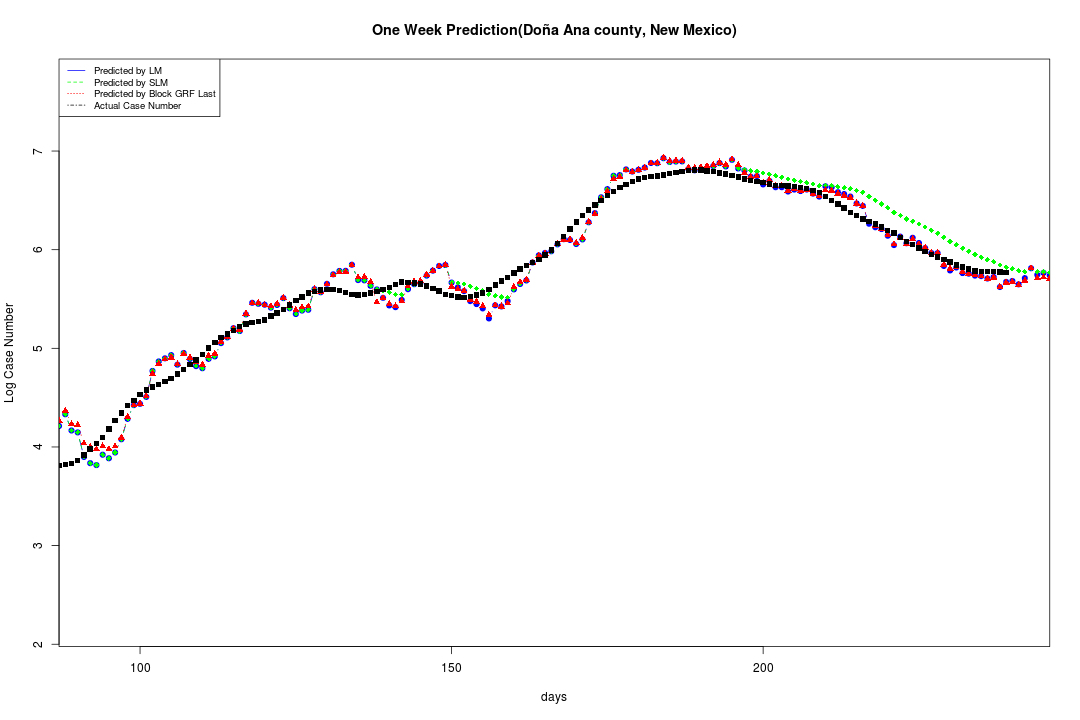 One Week Prediction(Doña Ana county, New Mexico)
Predicted by LM
Predicted by SLM
Predicted by Block GRF Last
Actual Case Number
7
6
5
4
3
2
Log Case Number
100 150 200
days